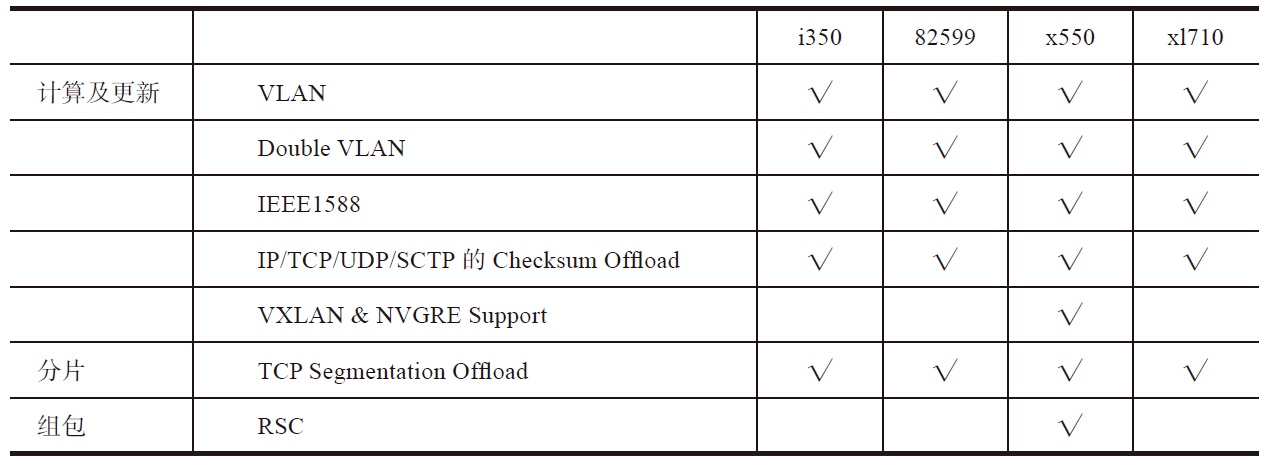 i350 82599 x550 xl710
计算及更新 VLAN √ √ √ √
Double VLAN √ √ √ √
IEEE1588 √ √ √ √
IP/TCP/UDP/SCTP 的 Checksum Offload √ √ √ √
VXLAN & NVGRE Support √
分片 TCP Segmentation Offload √ √ √ √
组包 RSC √